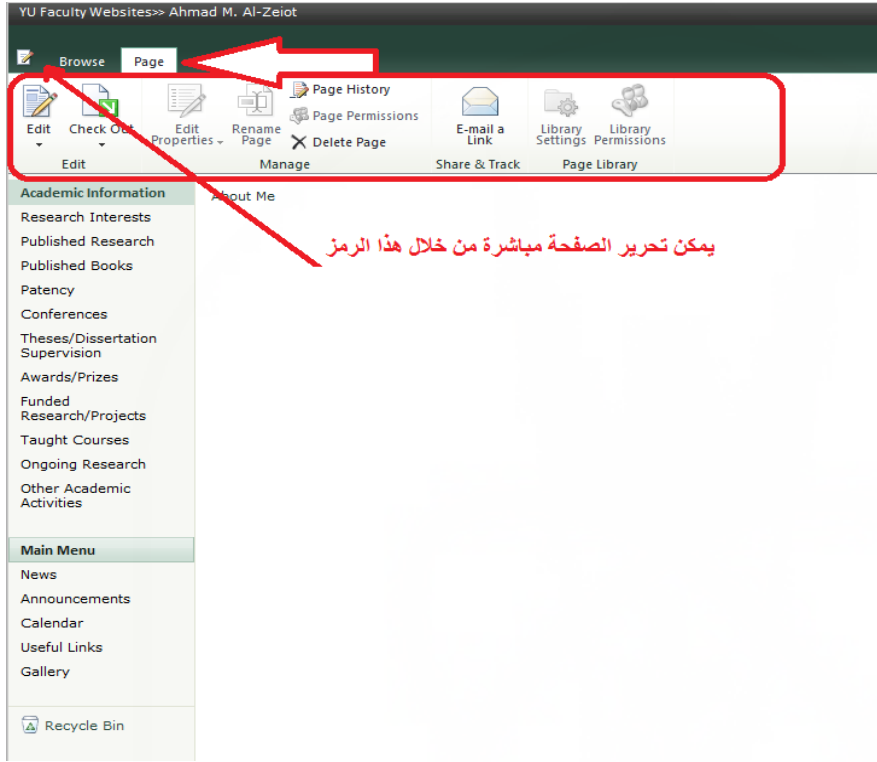 YU Faculty Websites>> Ahmad M. Al-Zeiot
Browse Page
Edit
Check Out
Edit
Properties
Rename
Page
Page History
Page Permissions
Delete Page
E-mail a
Link
Library
Settings
Library
Permissions
Edit
Manage
Share & Track
Page Library
Academic Information
Research Interests
Published Research
Published Books
Patency
Conferences
Theses/Dissertation
Supervision
Awards/Prizes
Funded
Research/Projects
Taught Courses
Ongoing Research
Other Academic
Activities
Main Menu
News
Announcements
Calendar
Useful Links
Gallery
Recycle Bin
About Me
يمكن تحرير الصفحة مباشرة من خلال هذا الرمز